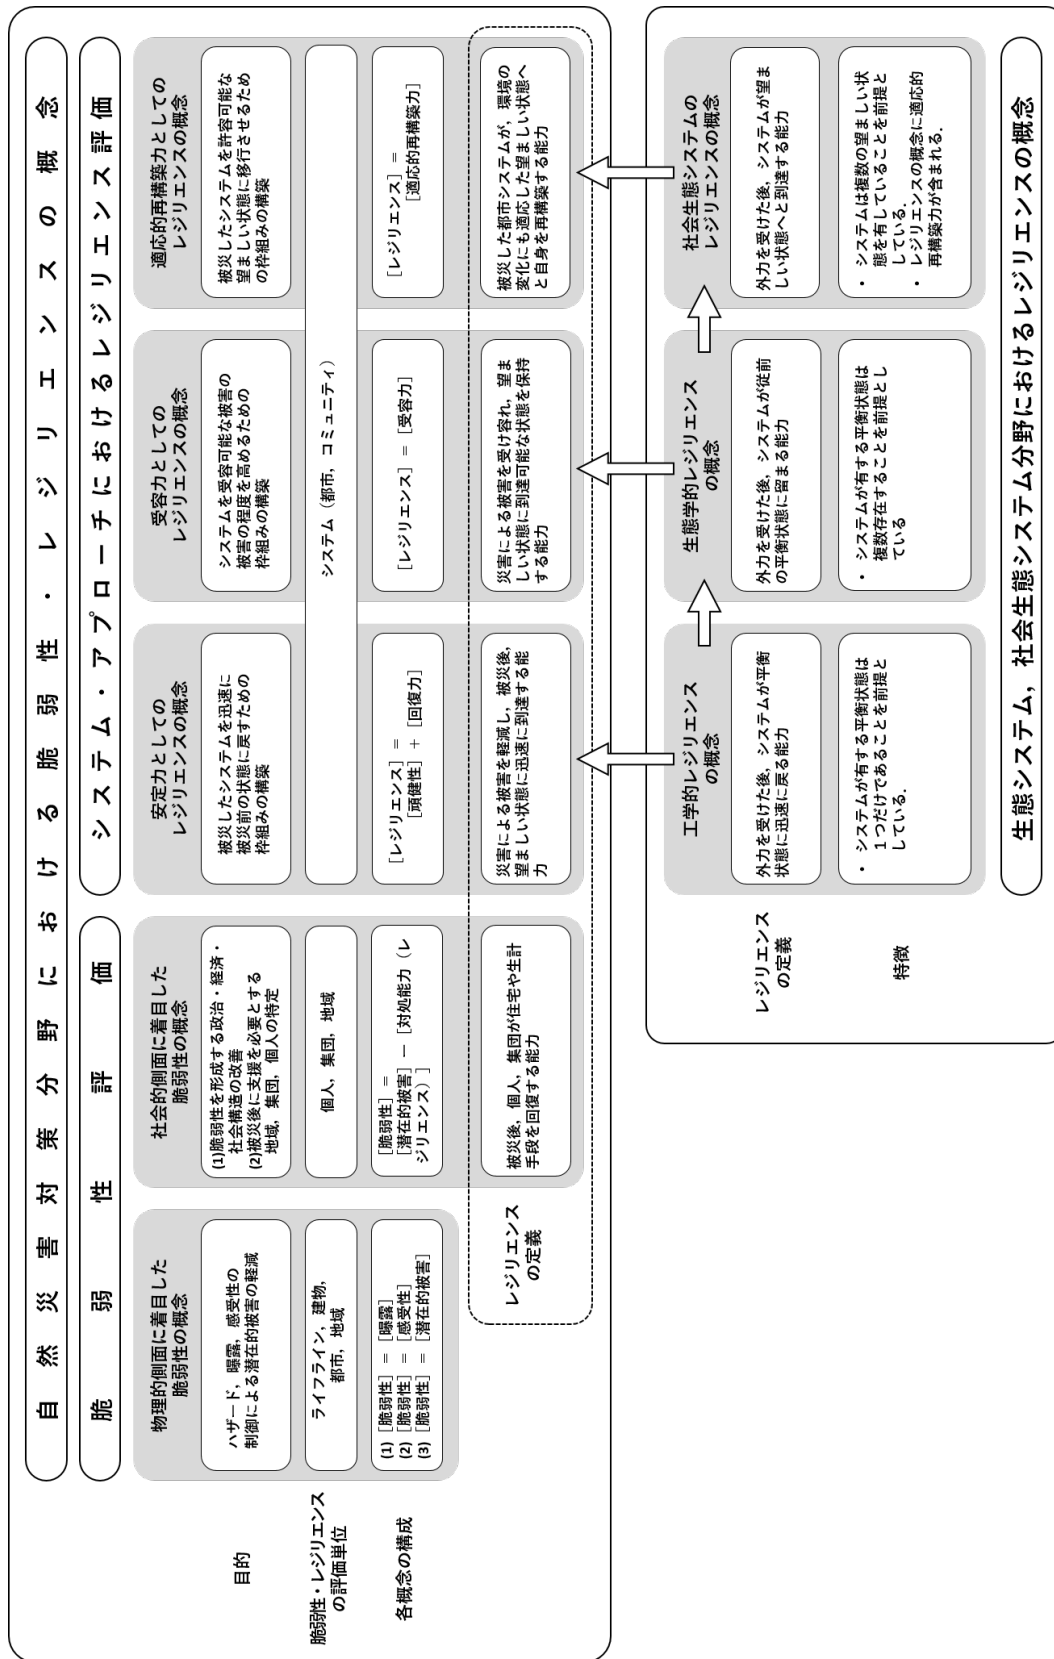 自然災害対策分野における脆弱性・レジリエンスの概念
脆弱性評価
システム・アプローチにおけるレジリエンス評価
物理的側面に着目した
脆弱性の概念
社会的側面に着目した
脆弱性の概念
安定力としての
レジリエンスの概念
受容力としての
レジリエンスの概念
適応的再構築力としての
レジリエンスの概念
目的
ハザード，曝露，感受性の
制御による潜在的被害の軽減
(1)脆弱性を形成する政治・経済・
社会構造の改善
(2)被災後に支援を必要とする
地域，集団，個人の特定
被災したシステムを迅速に
被災前の状態に戻すための
枠組みの構築
システムを受容可能な被害の
被害の程度を高めるための
枠組みの構築
被災したシステムを許容可能な
望ましい状態に移行させるため
の枠組みの構築
脆弱性・レジリエンス
の評価単位
ライフライン，建物，
都市，地域
個人，集団，地域
システム（都市，コミュニティ）
各概念の構成
(1)［脆弱性］＝［曝露］
(2)［脆弱性］＝［感受性］
(3)［脆弱性］＝［潜在的被害］
［脆弱性］＝
［潜在的被害］ー［対処能力（レ
ジリエンス）］
［レジリエンス］＝
［頑健性］＋［回復力］
［レジリエンス］＝［受容力］
［レジリエンス］＝
［適応的再構築力］
レジリエンス
の定義
被災後，個人，集団が住宅や生計
手段を回復する能力
災害による被害を軽減し，被災後，
望ましい状態に迅速に到達する能
力
災害による被害を受け容れ，望ま
しい状態に到達可能な状態を保持
する能力
被災した都市システムが，環境の
変化にも適応した望ましい状態へ
と自身を再構築する能力
工学的レジリエンス
の概念
生態学的レジリエンス
の概念
社会生態システムの
レジリエンスの概念
レジリエンス
の定義
外力を受けた後，システムが平衡
状態に迅速に戻る能力
外力を受けた後，システムが従前
の平衡状態に留まる能力
外力を受けた後，システムが望ま
しい状態へと到達する能力
特徴
・ システムが有する平衡状態は
１つだけであることを前提と
している．
・ システムが有する平衡状態は
複数存在することを前提とし
ている
・ システムは複数の望ましい状
態を有していることを前提と
している．
・ レジリエンスの概念に適応的
再構築力が含まれる．
生態システム，社会生態システム分野におけるレジリエンスの概念